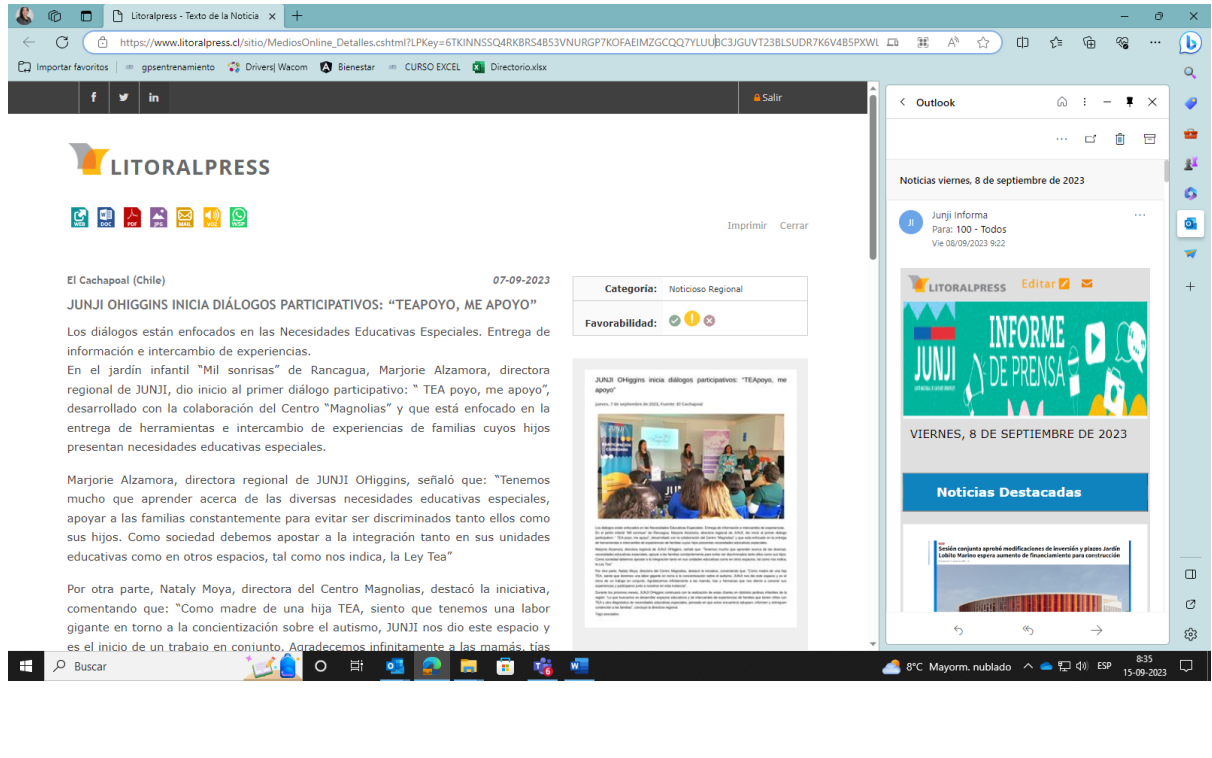 Litoralpress - Texto de la Noticia
https://www.litoralpress.cl/sitio/MediosOnline_Detalles.cshtml?LPKey=6TKINNSSQ4RKBRS4B53VNURGP7KOFAEIMZGCQQ7YLUUBC3JGUVT23BLSUDR7K6V4B5PXWL
Importar favoritos gpsentrenamiento Drivers| Wacom Bienestar CURSO EXCEL Directorio.xlsx
Salir
LITORALPRESS
WEB DOC PDF JPG MAIL VOZ WSP
Imprimir Cerrar
El Cachapoal (Chile) 07-09-2023
JUNJI OHIGGINS INICIA DIÁLOGOS PARTICIPATIVOS: “TEAPOYO, ME APOYO”
Los diálogos están enfocados en las Necesidades Educativas Especiales. Entrega de
información e intercambio de experiencias.
En el jardín infantil “Mil sonrisas” de Rancagua, Marjorie Alzamora, directora
regional de JUNJI, dio inicio al primer diálogo participativo: “ TEA poyo, me apoyo”,
desarrollado con la colaboración del Centro “Magnolias” y que está enfocado en la
entrega de herramientas e intercambio de experiencias de familias cuyos hijos
presentan necesidades educativas especiales.
Marjorie Alzamora, directora regional de JUNJI OHiggins, señaló que: “Tenemos
mucho que aprender acerca de las diversas necesidades educativas especiales,
apoyar a las familias constantemente para evitar ser discriminados tanto ellos como
sus hijos. Como sociedad debemos apostar a la integración tanto en sus unidades
educativas como en otros espacios, tal como nos indica, la Ley Tea”
Por otra parte, Nataly Moya, directora del Centro Magnolias, destacó la iniciativa,
comentando que: “Como madre de una hija TEA, siento que tenemos una labor
gigante en torno a la concientización sobre el autismo, JUNJI nos dio este espacio y
es el inicio de un trabajo en conjunto. Agradecemos infinitamente a las mamás, tías
Categoría: Noticioso Regional
Favorabilidad:
JUNJI OHiggins inicia diálogos participativos: “TEApoyo, me
apoyo”
jueves, 7 de septiembre de 2023, Fuente: El Cachapoal
Outlook
Noticias viernes, 8 de septiembre de 2023
JI
Junji Informa
Para: 100 - Todos
Vie 08/09/2023 9:22
LITORALPRESS Editar
JUNJI
INFORME
DE PRENSA
VIERNES, 8 DE SEPTIEMBRE DE 2023
Noticias Destacadas
Sesión conjunta aprobó modificaciones de inversión y plazos Jardín
Lobito Marino espera aumento de financiamiento para construcción
Buscar
8°C Mayorm. nublado
ESP
8:35
15-09-2023